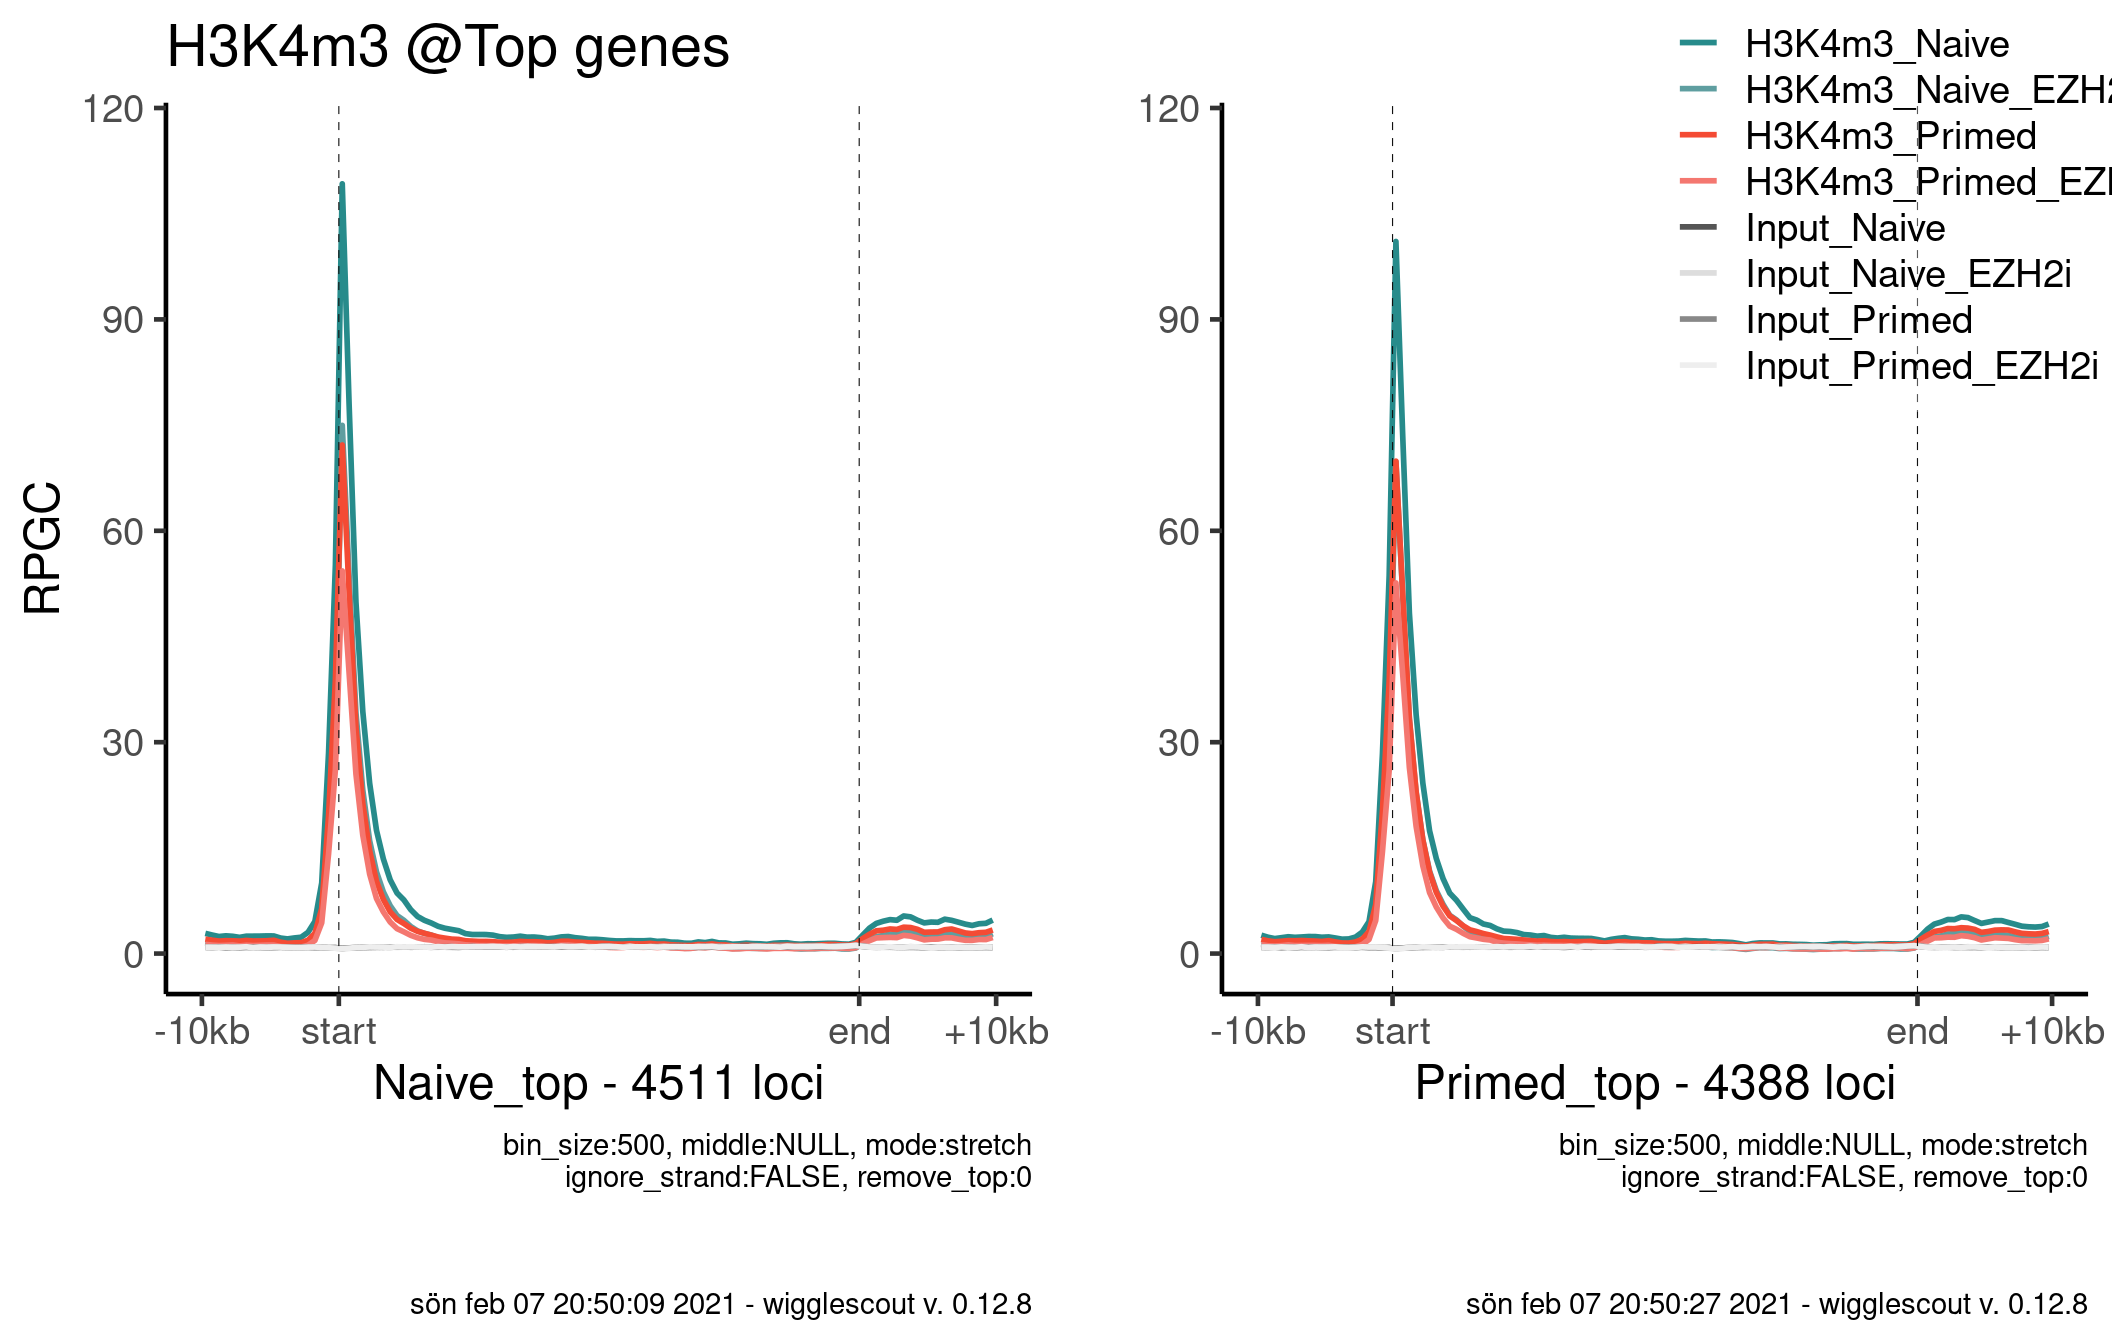 H3K4m3 @Top genes
RPGC
120
90
60
30
0
-10kb start end +10kb
Naive_top - 4511 loci
bin_size:500, middle:NULL, mode:stretch
ignore_strand:FALSE, remove_top:0
sön feb 07 20:50:09 2021 - wigglescout v. 0.12.8
H3K4m3_Naive
H3K4m3_Naive_EZH2
H3K4m3_Primed
H3K4m3_Primed_EZH
Input_Naive
Input_Naive_EZH2i
Input_Primed
Input_Primed_EZH2i
120
90
60
30
0
-10kb start end +10kb
Primed_top - 4388 loci
bin_size:500, middle:NULL, mode:stretch
ignore_strand:FALSE, remove_top:0
sön feb 07 20:50:27 2021 - wigglescout v. 0.12.8